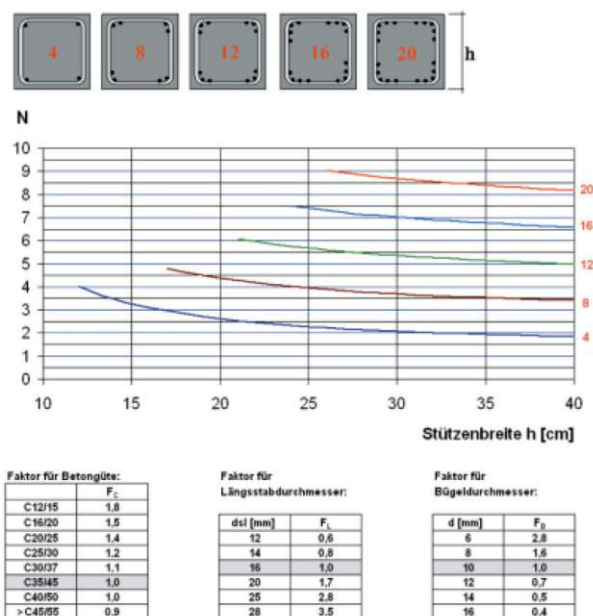 4 8 12 16 20 h
N
10
9
8
7
6
5
4
3
2
1
0
20
16
12
8
4
10 15 20 25 30 35 40
Stützenbreite h [cm]
Faktor für Betongüte:
F_C
C12/15 1,8
C16/20 1,5
C20/25 1,4
C25/30 1,2
C30/37 1,1
C35/45 1,0
C40/50 1,0
>C45/55 0,9
Faktor für
Längsstabdurchmesser:
dsl [mm] F_L
12 0,6
14 0,8
16 1,0
20 1,7
25 2,8
28 3,5
Faktor für
Bügeldurchmesser:
d [mm] F_B
6 2,8
8 1,6
10 1,0
12 0,7
14 0,5
16 0,4